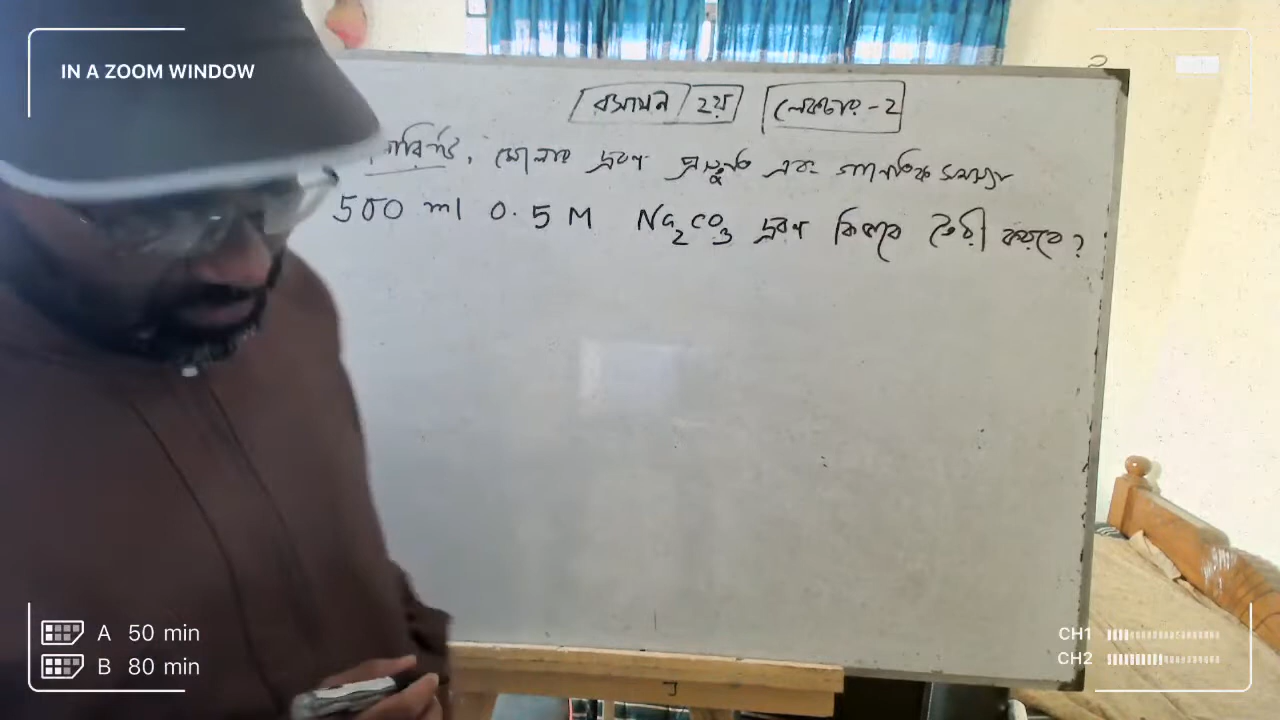 IN A ZOOM WINDOW
রসায়ন ২য় লেকচার-2
মোলার দ্রবণ প্রস্তুতি এবং গাণিতিক সমস্যা
500 ml 0.5 M Na₂CO₃ দ্রবণ কিভাবে তৈরী করবে?
A 50 min
B 80 min
CH1
CH2